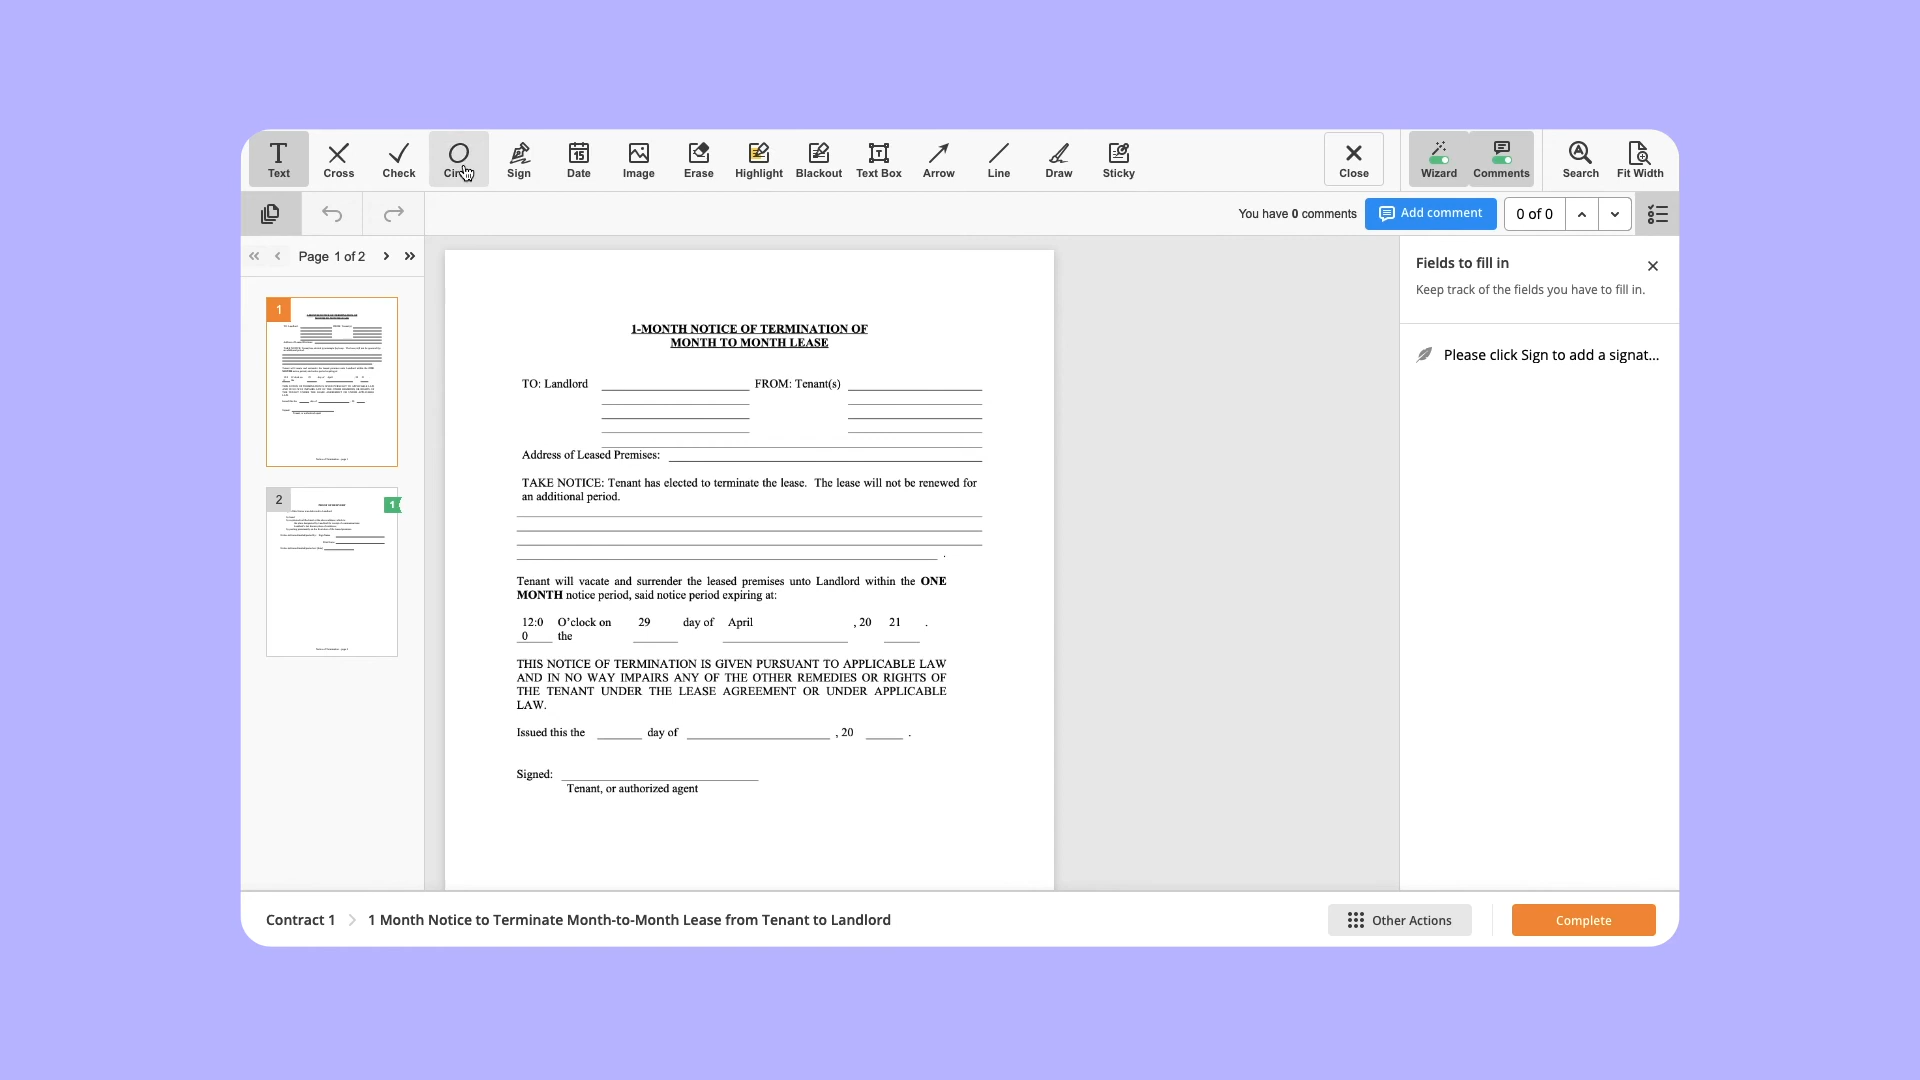 Text Cross Check Sign Date Image Erase Highlight Blackout Text Box Arrow Line Draw Sticky Close Wizard Comments Search Fit Width
You have 0 comments Add comment 0 of 0
Page 1 of 2
Fields to fill in
Keep track of the fields you have to fill in.
Please click Sign to add a signat...
1
2
1
1-MONTH NOTICE OF TERMINATION OF
MONTH TO MONTH LEASE
TO: Landlord FROM: Tenant(s)
Address of Leased Premises:
TAKE NOTICE: Tenant has elected to terminate the lease. The lease will not be renewed for
an additional period.
.
Tenant will vacate and surrender the leased premises unto Landlord within the ONE
MONTH notice period, said notice period expiring at:
12:0 O'clock on 29 day of April , 20 21 .
0 the
THIS NOTICE OF TERMINATION IS GIVEN PURSUANT TO APPLICABLE LAW
AND IN NO WAY IMPAIRS ANY OF THE OTHER REMEDIES OR RIGHTS OF
THE TENANT UNDER THE LEASE AGREEMENT OR UNDER APPLICABLE
LAW.
Issued this the day of , 20 .
Signed:
Tenant, or authorized agent
Contract 1 1 Month Notice to Terminate Month-to-Month Lease from Tenant to Landlord Other Actions Complete